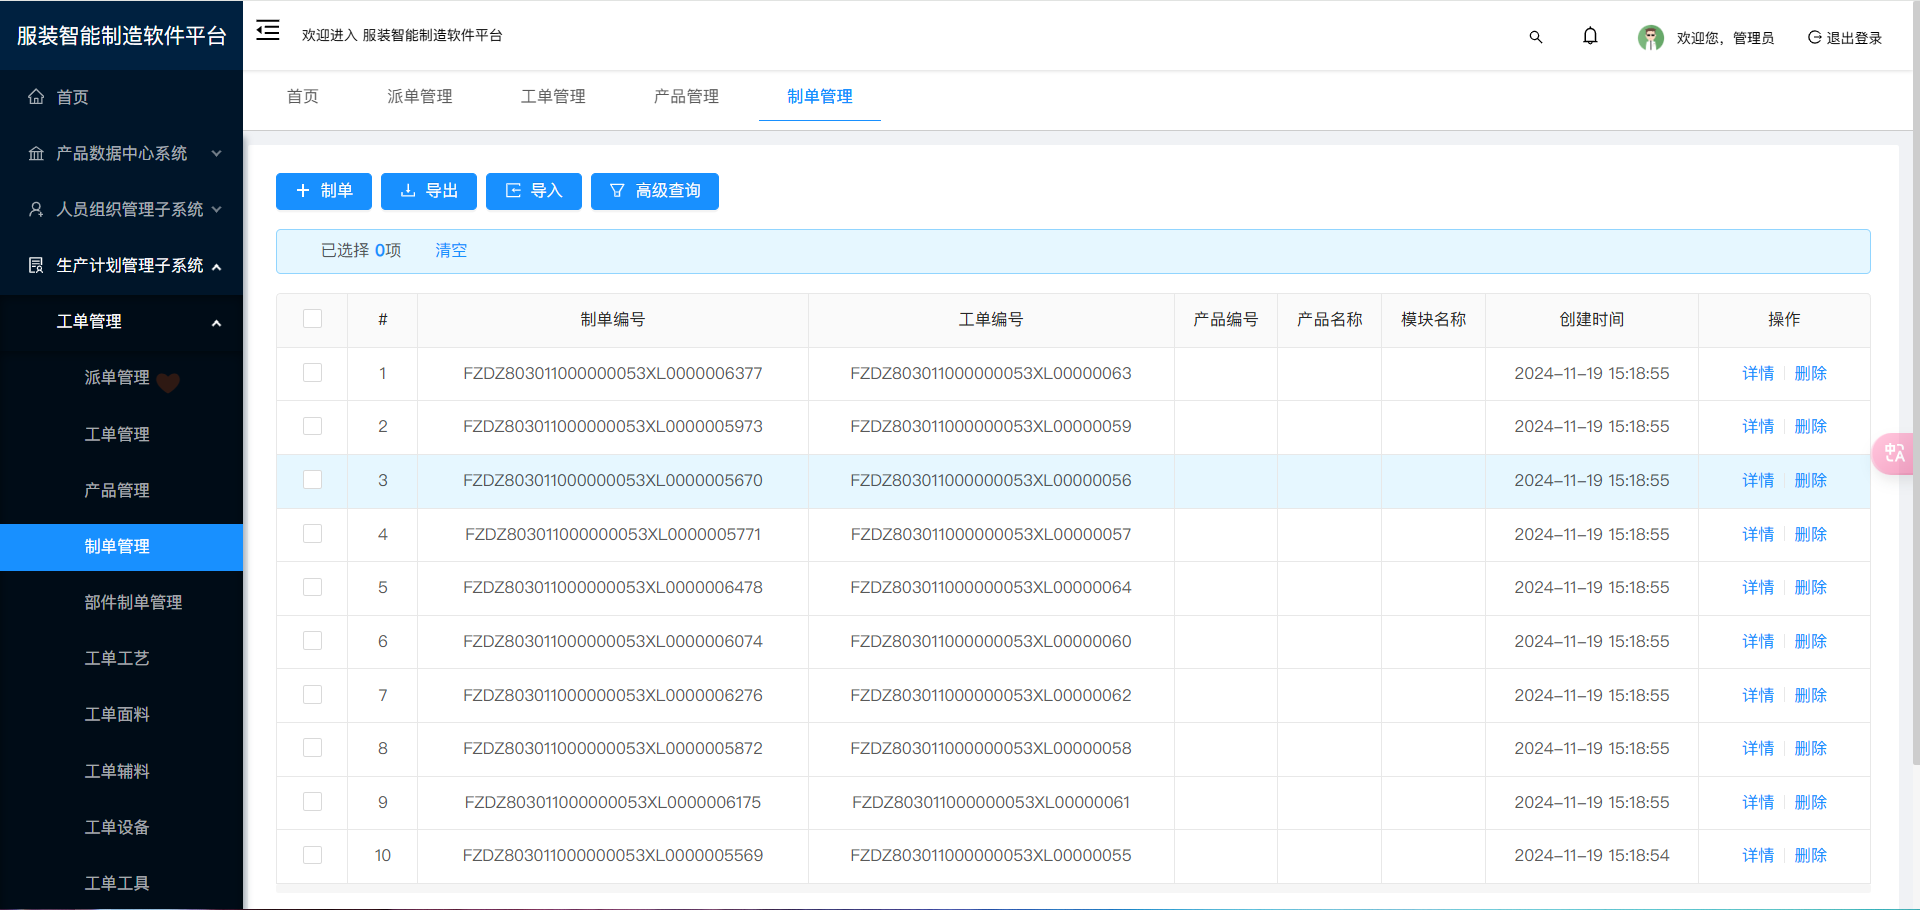 服装智能制造软件平台
欢迎进入 服装智能制造软件平台
欢迎您，管理员
退出登录
首页
产品数据中心系统
人员组织管理子系统
生产计划管理子系统
工单管理
派单管理
工单管理
产品管理
制单管理
部件制单管理
工单工艺
工单面料
工单辅料
工单设备
工单工具
首页 派单管理 工单管理 产品管理 制单管理
制单 导出 导入 高级查询
已选择 0项 清空
# 制单编号 工单编号 产品编号 产品名称 模块名称 创建时间 操作
1 FZDZ803011000000053XL0000006377 FZDZ803011000000053XL00000063 2024-11-19 15:18:55 详情 删除
2 FZDZ803011000000053XL0000005973 FZDZ803011000000053XL00000059 2024-11-19 15:18:55 详情 删除
3 FZDZ803011000000053XL0000005670 FZDZ803011000000053XL00000056 2024-11-19 15:18:55 详情 删除
4 FZDZ803011000000053XL0000005771 FZDZ803011000000053XL00000057 2024-11-19 15:18:55 详情 删除
5 FZDZ803011000000053XL0000006478 FZDZ803011000000053XL00000064 2024-11-19 15:18:55 详情 删除
6 FZDZ803011000000053XL0000006074 FZDZ803011000000053XL00000060 2024-11-19 15:18:55 详情 删除
7 FZDZ803011000000053XL0000006276 FZDZ803011000000053XL00000062 2024-11-19 15:18:55 详情 删除
8 FZDZ803011000000053XL0000005872 FZDZ803011000000053XL00000058 2024-11-19 15:18:55 详情 删除
9 FZDZ803011000000053XL0000006175 FZDZ803011000000053XL00000061 2024-11-19 15:18:55 详情 删除
10 FZDZ803011000000053XL0000005569 FZDZ803011000000053XL00000055 2024-11-19 15:18:54 详情 删除
中A